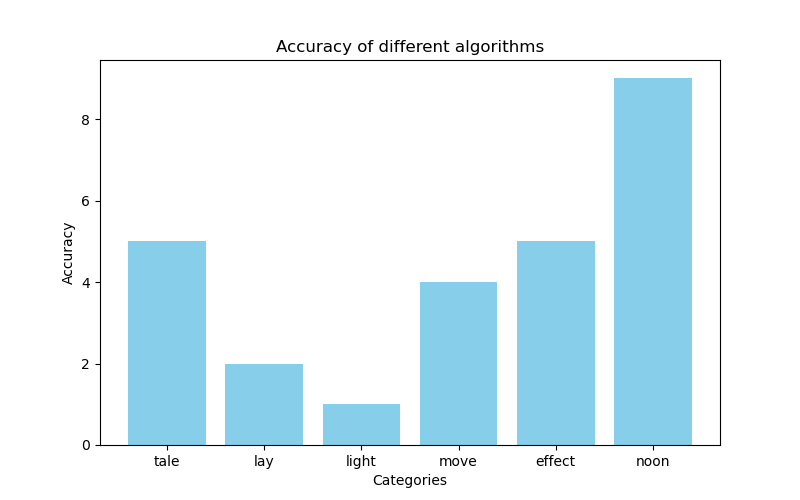 Accuracy of different algorithms
Accuracy
8
6
4
2
0
tale lay light move effect noon
Categories